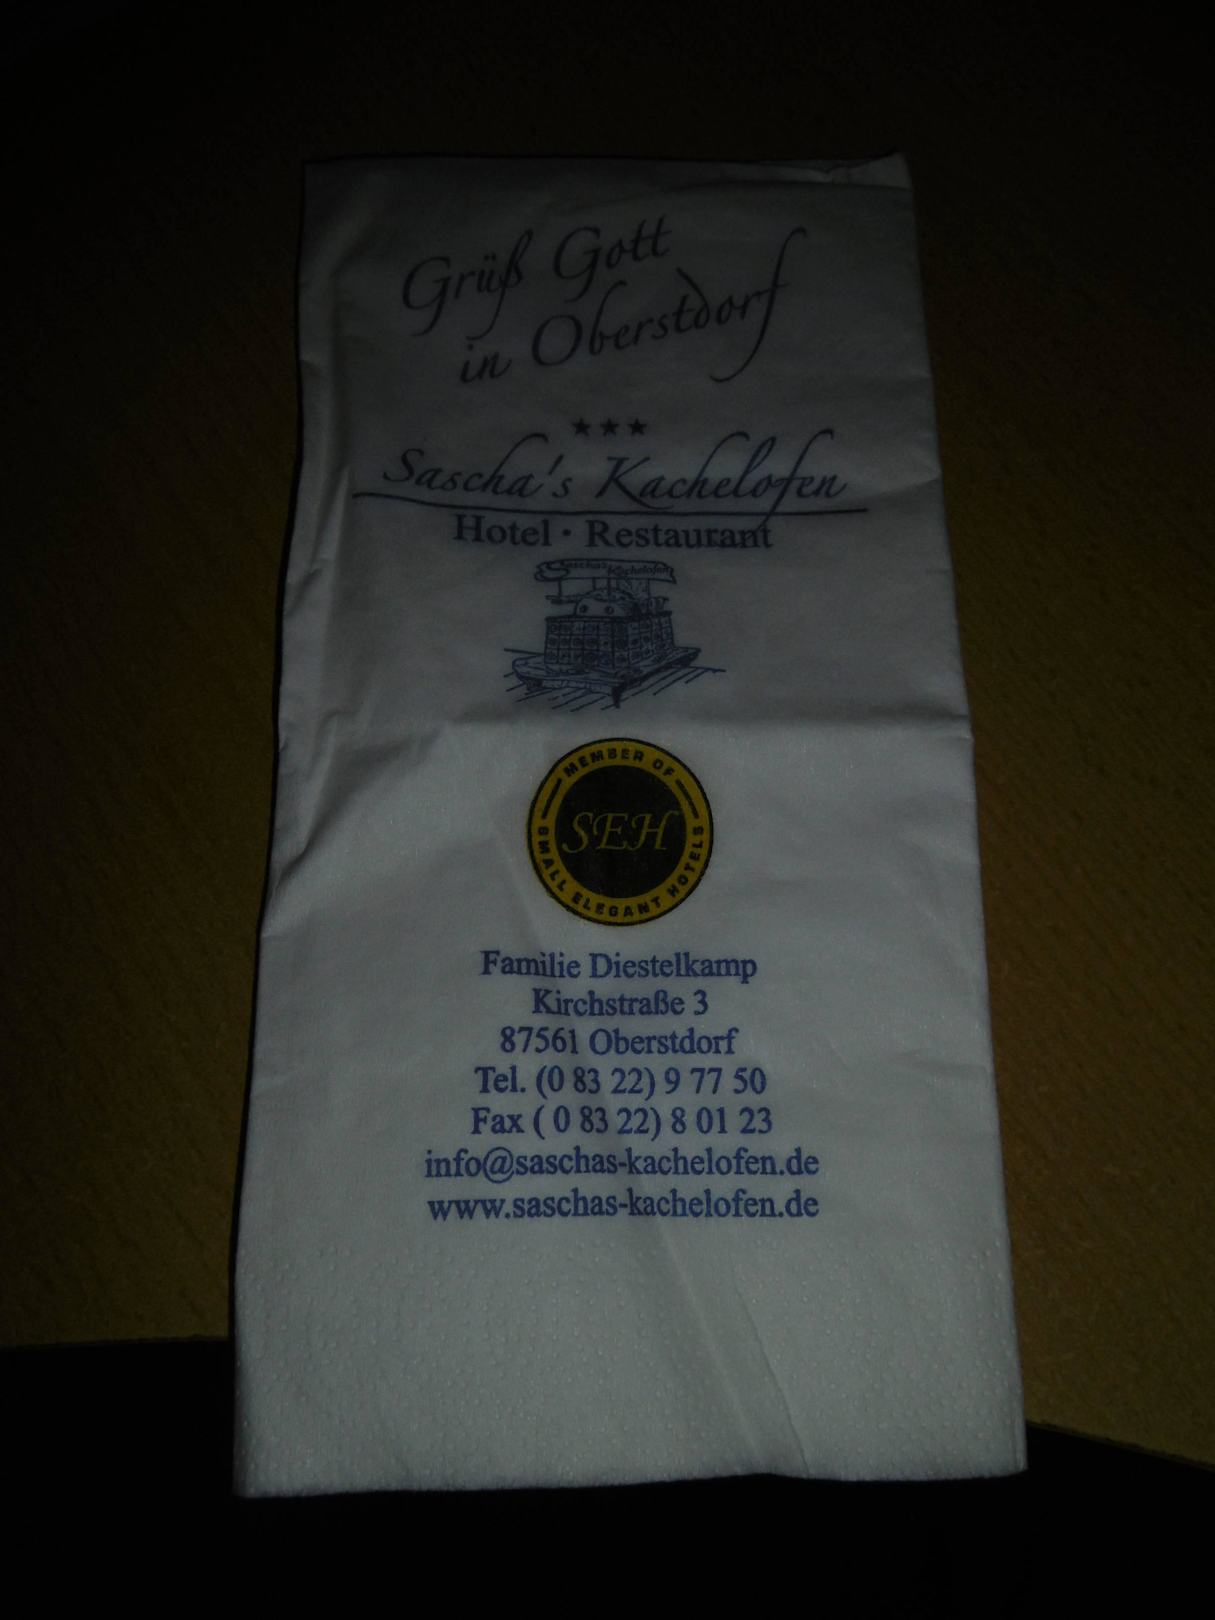 Grüß Gott
in Oberstdorf
Sascha's Kachelofen
Hotel · Restaurant
Sascha's Kachelofen
MEMBER OF
SEH
SMALL ELEGANT HOTELS
Familie Diestelkamp
Kirchstraße 3
87561 Oberstdorf
Tel. (0 83 22) 9 77 50
Fax ( 0 83 22) 8 01 23
info@saschas-kachelofen.de
www.saschas-kachelofen.de